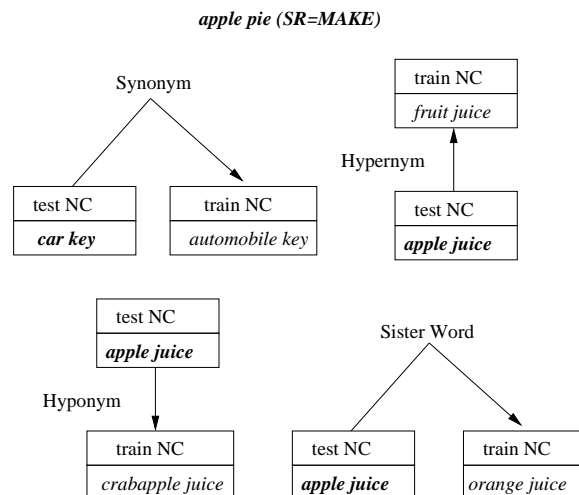 apple pie (SR=MAKE)
Synonym
test NC
car key
train NC
automobile key
train NC
fruit juice
Hypernym
test NC
apple juice
test NC
apple juice
Hyponym
train NC
crabapple juice
Sister Word
test NC
apple juice
train NC
orange juice